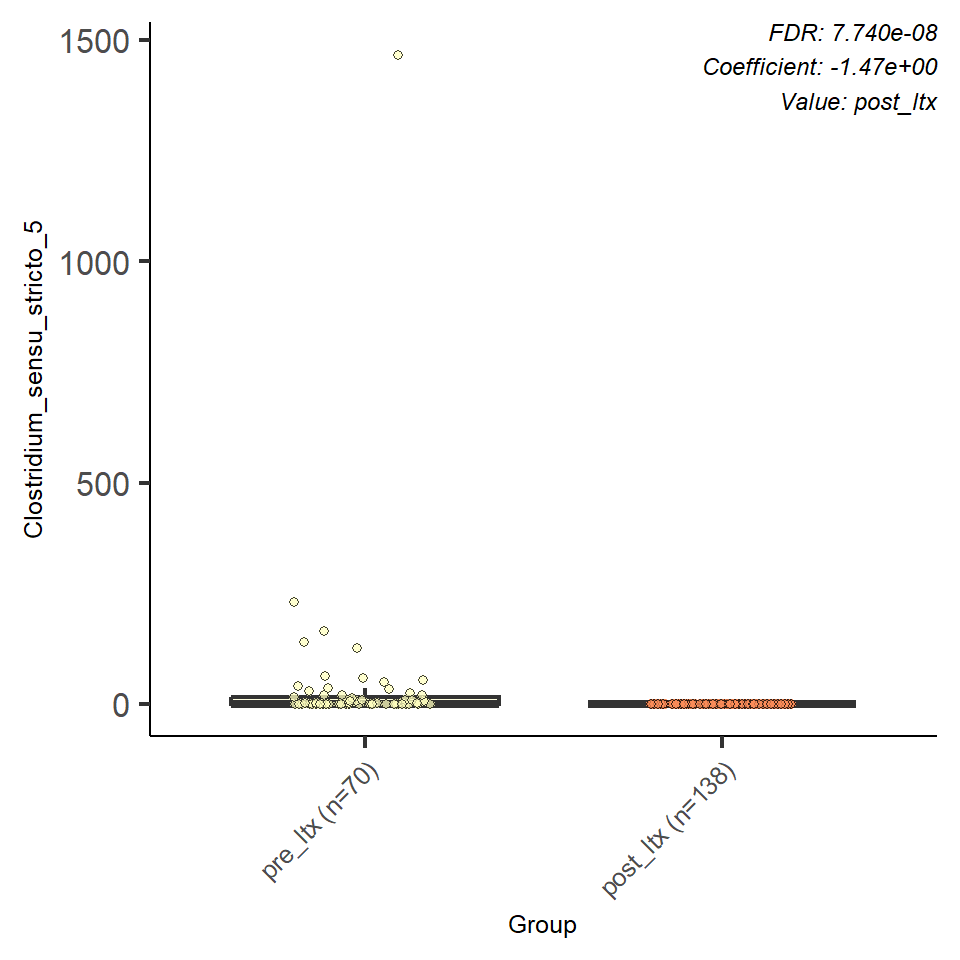 FDR: 7.740e-08
Coefficient: -1.47e+00
Value: post_ltx
Clostridium_sensu_stricto_5
1500
1000
500
0
pre_ltx (n=70)
post_ltx (n=138)
Group